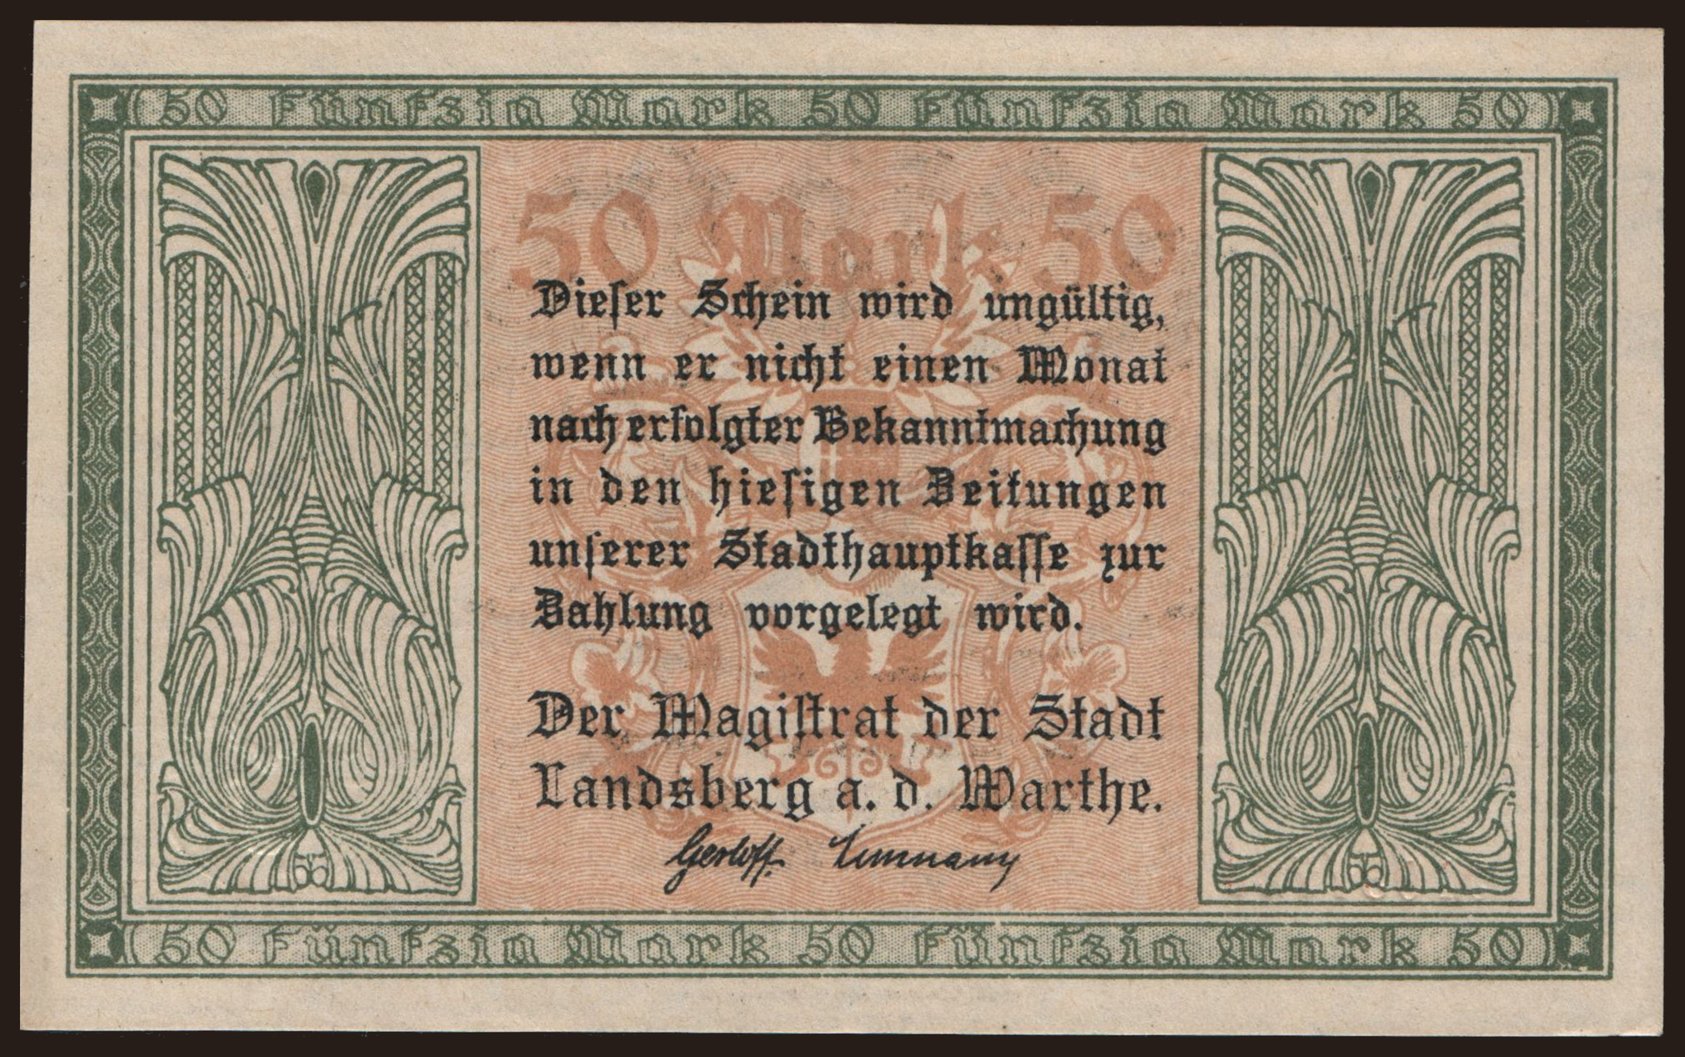 (50 Fünfzig Mark 50 Fünfzig Mark 50)
50 Mark 50
Dieſer Schein wird ungültig,
wenn er nicht einen Monat
nach erfolgter Bekanntmachung
in den hieſigen Zeitungen
unſerer Stadthauptkaſſe zur
Zahlung vorgelegt wird.
Der Magiſtrat der Stadt
Landsberg a. d. Warthe.
Gerloff.
(50 Fünfzig Mark 50 Fünfzig Mark 50)